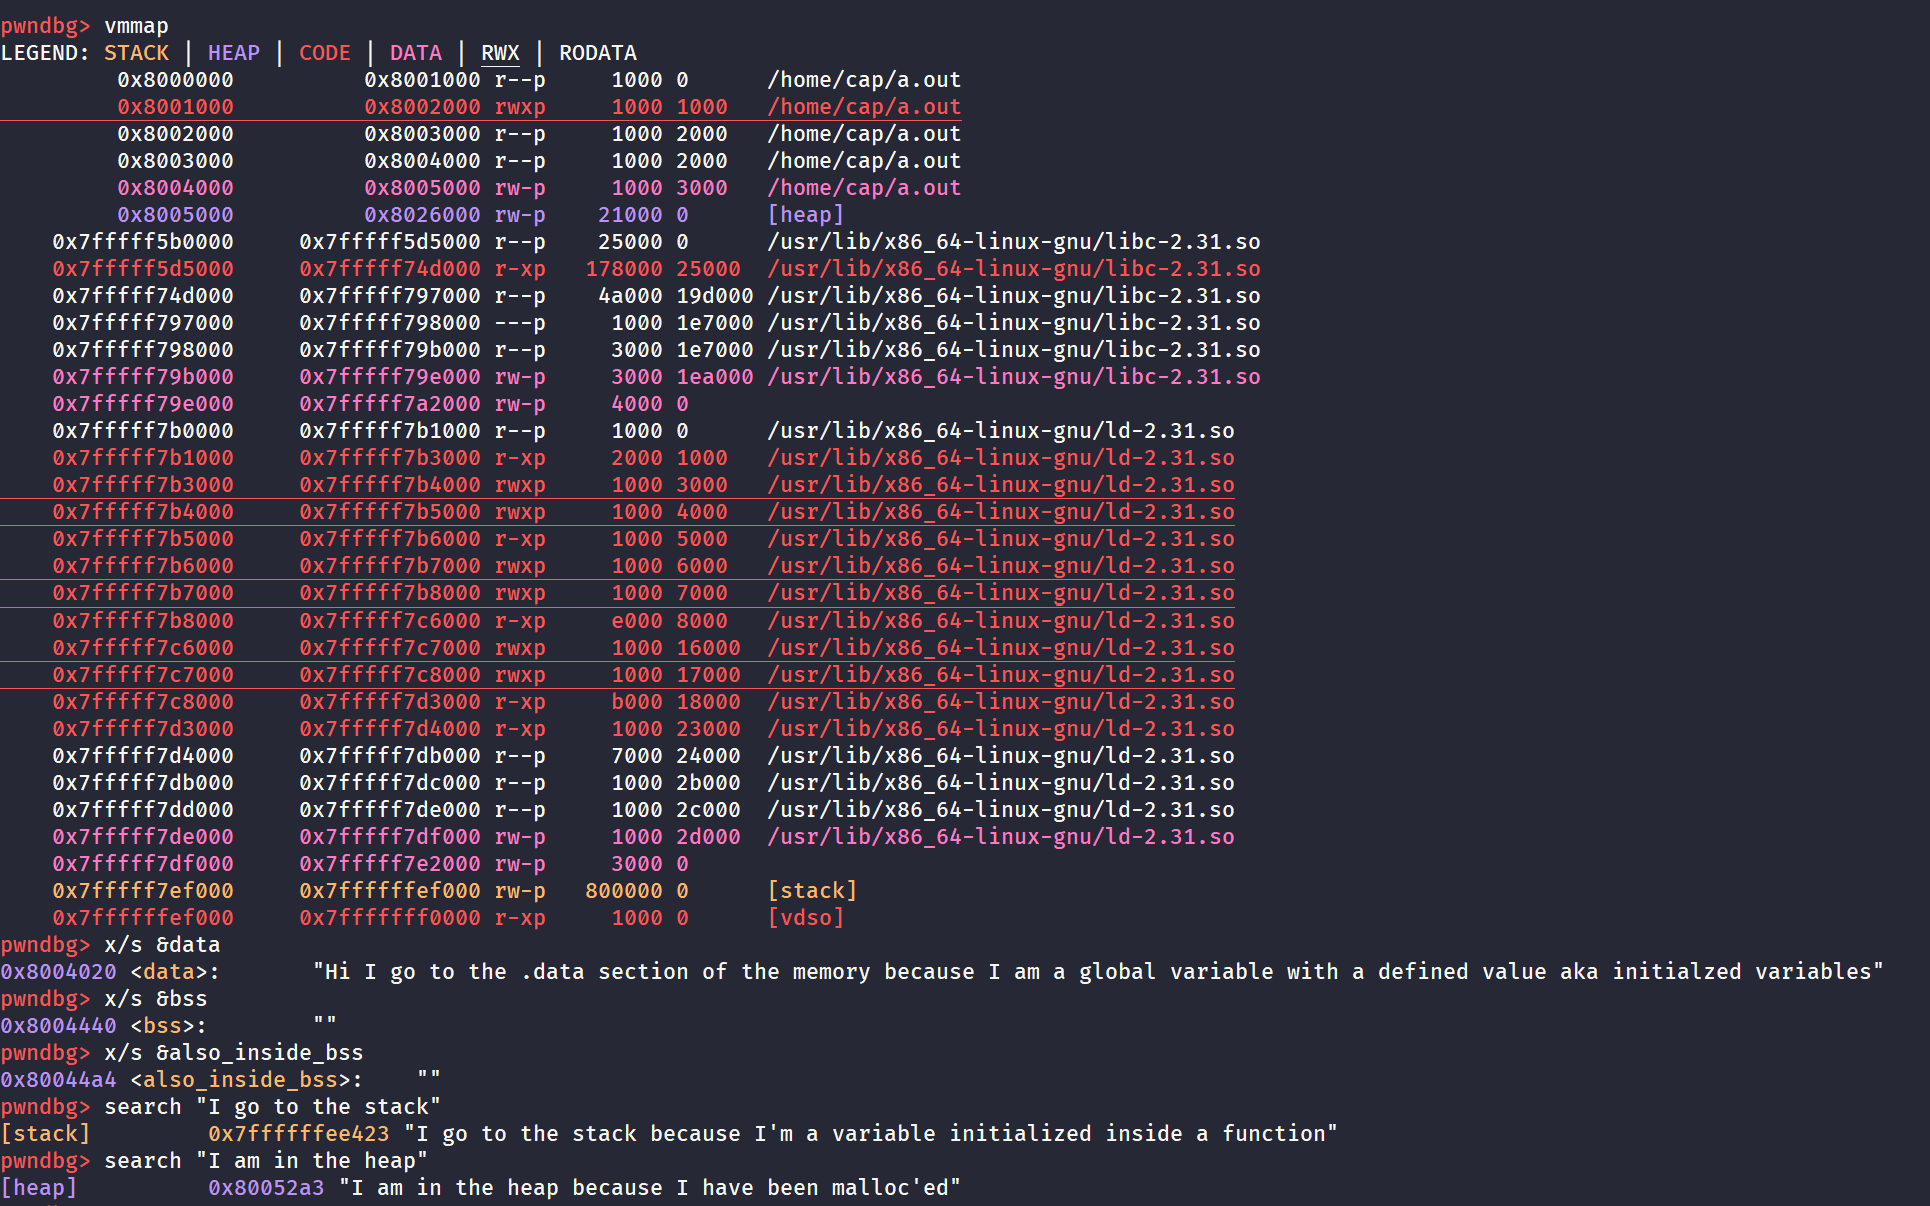 pwndbg> vmmap
LEGEND: STACK | HEAP | CODE | DATA | RWX | RODATA
0x8000000 0x8001000 r--p 1000 0 /home/cap/a.out
0x8001000 0x8002000 rwxp 1000 1000 /home/cap/a.out
0x8002000 0x8003000 r--p 1000 2000 /home/cap/a.out
0x8003000 0x8004000 r--p 1000 2000 /home/cap/a.out
0x8004000 0x8005000 rw-p 1000 3000 /home/cap/a.out
0x8005000 0x8026000 rw-p 21000 0 [heap]
0x7fffff5b0000 0x7fffff5d5000 r--p 25000 0 /usr/lib/x86_64-linux-gnu/libc-2.31.so
0x7fffff5d5000 0x7fffff74d000 r-xp 178000 25000 /usr/lib/x86_64-linux-gnu/libc-2.31.so
0x7fffff74d000 0x7fffff797000 r--p 4a000 19d000 /usr/lib/x86_64-linux-gnu/libc-2.31.so
0x7fffff797000 0x7fffff798000 ---p 1000 1e7000 /usr/lib/x86_64-linux-gnu/libc-2.31.so
0x7fffff798000 0x7fffff79b000 r--p 3000 1e7000 /usr/lib/x86_64-linux-gnu/libc-2.31.so
0x7fffff79b000 0x7fffff79e000 rw-p 3000 1ea000 /usr/lib/x86_64-linux-gnu/libc-2.31.so
0x7fffff79e000 0x7fffff7a2000 rw-p 4000 0
0x7fffff7b0000 0x7fffff7b1000 r--p 1000 0 /usr/lib/x86_64-linux-gnu/ld-2.31.so
0x7fffff7b1000 0x7fffff7b3000 r-xp 2000 1000 /usr/lib/x86_64-linux-gnu/ld-2.31.so
0x7fffff7b3000 0x7fffff7b4000 rwxp 1000 3000 /usr/lib/x86_64-linux-gnu/ld-2.31.so
0x7fffff7b4000 0x7fffff7b5000 rwxp 1000 4000 /usr/lib/x86_64-linux-gnu/ld-2.31.so
0x7fffff7b5000 0x7fffff7b6000 r-xp 1000 5000 /usr/lib/x86_64-linux-gnu/ld-2.31.so
0x7fffff7b6000 0x7fffff7b7000 rwxp 1000 6000 /usr/lib/x86_64-linux-gnu/ld-2.31.so
0x7fffff7b7000 0x7fffff7b8000 rwxp 1000 7000 /usr/lib/x86_64-linux-gnu/ld-2.31.so
0x7fffff7b8000 0x7fffff7c6000 r-xp e000 8000 /usr/lib/x86_64-linux-gnu/ld-2.31.so
0x7fffff7c6000 0x7fffff7c7000 rwxp 1000 16000 /usr/lib/x86_64-linux-gnu/ld-2.31.so
0x7fffff7c7000 0x7fffff7c8000 rwxp 1000 17000 /usr/lib/x86_64-linux-gnu/ld-2.31.so
0x7fffff7c8000 0x7fffff7d3000 r-xp b000 18000 /usr/lib/x86_64-linux-gnu/ld-2.31.so
0x7fffff7d3000 0x7fffff7d4000 r-xp 1000 23000 /usr/lib/x86_64-linux-gnu/ld-2.31.so
0x7fffff7d4000 0x7fffff7db000 r--p 7000 24000 /usr/lib/x86_64-linux-gnu/ld-2.31.so
0x7fffff7db000 0x7fffff7dc000 r--p 1000 2b000 /usr/lib/x86_64-linux-gnu/ld-2.31.so
0x7fffff7dd000 0x7fffff7de000 r--p 1000 2c000 /usr/lib/x86_64-linux-gnu/ld-2.31.so
0x7fffff7de000 0x7fffff7df000 rw-p 1000 2d000 /usr/lib/x86_64-linux-gnu/ld-2.31.so
0x7fffff7df000 0x7fffff7e2000 rw-p 3000 0
0x7fffff7ef000 0x7ffffffef000 rw-p 800000 0 [stack]
0x7ffffffef000 0x7fffffff0000 r-xp 1000 0 [vdso]
pwndbg> x/s &data
0x8004020 <data>: "Hi I go to the .data section of the memory because I am a global variable with a defined value aka initialzed variables"
pwndbg> x/s &bss
0x8004440 <bss>: ""
pwndbg> x/s &also_inside_bss
0x80044a4 <also_inside_bss>: ""
pwndbg> search "I go to the stack"
[stack] 0x7ffffffee423 "I go to the stack because I'm a variable initialized inside a function"
pwndbg> search "I am in the heap"
[heap] 0x80052a3 "I am in the heap because I have been malloc'ed"